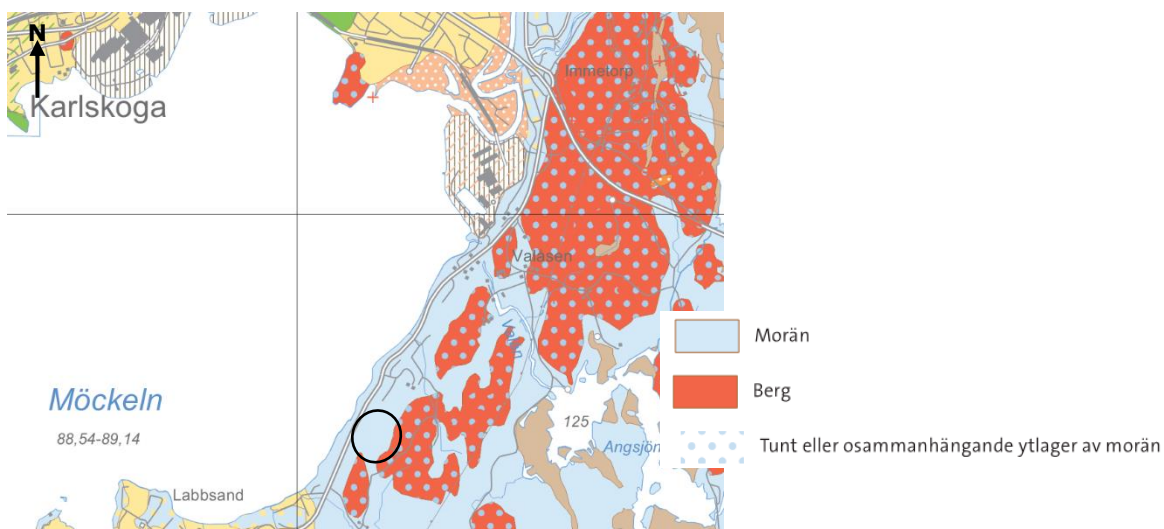 N
Karlskoga
Immetorp
Valåsen
Möckeln
88,54-89,14
125
Angsjön
Labbsand
Morän
Berg
Tunt eller osammanhängande ytlager av morän